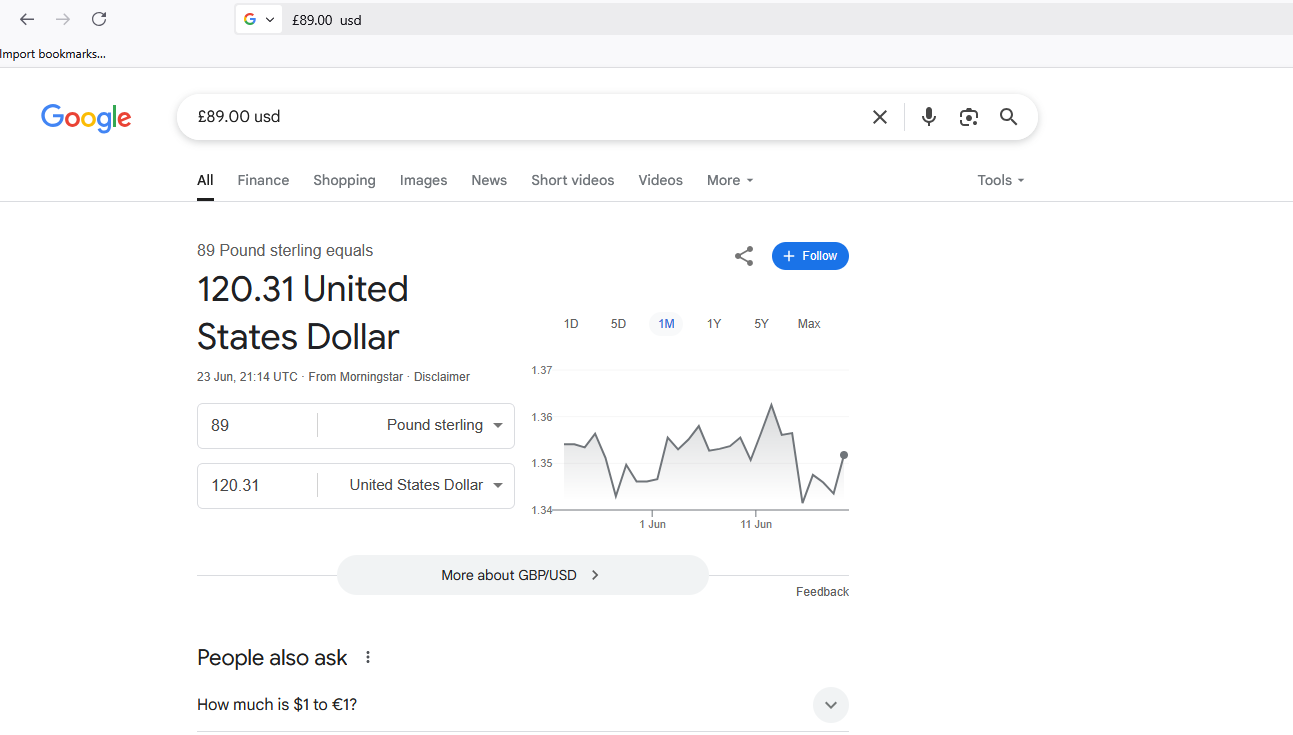 £89.00 usd
Import bookmarks...
Google
£89.00 usd
All Finance Shopping Images News Short videos Videos More Tools
89 Pound sterling equals
120.31 United
States Dollar
23 Jun, 21:14 UTC · From Morningstar · Disclaimer
89 Pound sterling
120.31 United States Dollar
Follow
1D 5D 1M 1Y 5Y Max
1.37
1.36
1.35
1.34
1 Jun 11 Jun
More about GBP/USD
Feedback
People also ask
How much is $1 to €1?